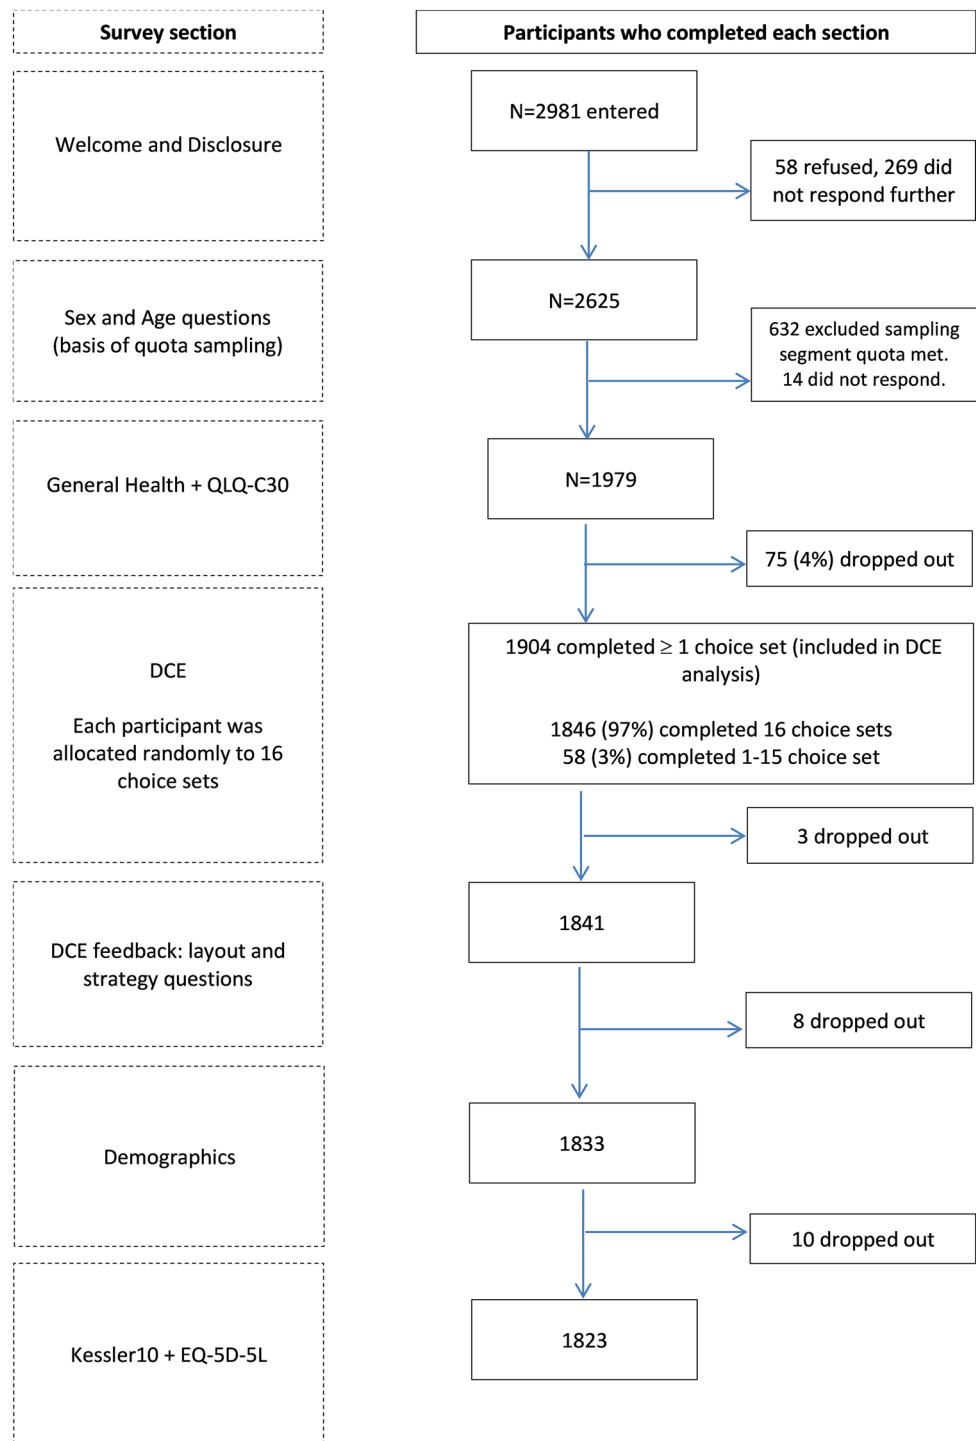 Survey section
Participants who completed each section
Welcome and Disclosure
N=2981 entered
58 refused, 269 did
not respond further
Sex and Age questions
(basis of quota sampling)
N=2625
632 excluded sampling
segment quota met.
14 did not respond.
General Health + QLQ-C30
N=1979
75 (4%) dropped out
DCE
Each participant was
allocated randomly to 16
choice sets
1904 completed ≥ 1 choice set (included in DCE
analysis)
1846 (97%) completed 16 choice sets
58 (3%) completed 1-15 choice set
3 dropped out
DCE feedback: layout and
strategy questions
1841
8 dropped out
Demographics
1833
10 dropped out
Kessler10 + EQ-5D-5L
1823